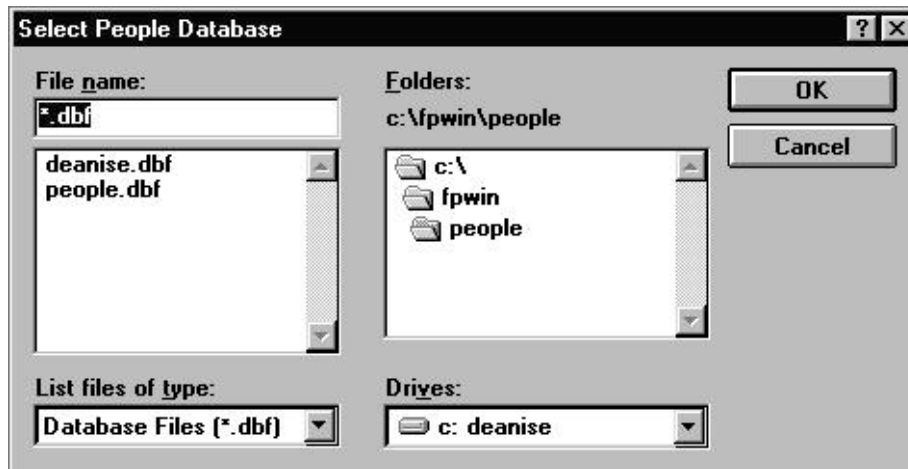 Select People Database
File name:
*.dbf
deanise.dbf
people.dbf
List files of type:
Database Files (*.dbf)
Folders:
c:\fpwin\people
c:\
fpwin
people
Drives:
c: deanise
OK
Cancel